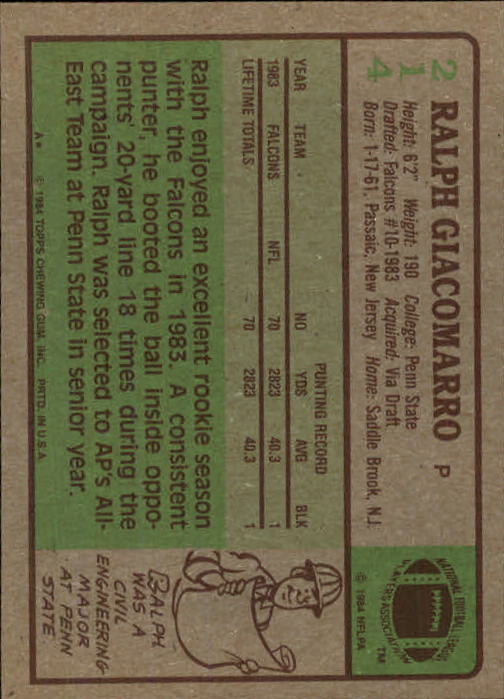 214
RALPH GIACOMARRO P
Height: 6'2" Weight: 190 College: Penn State
Drafted: Falcons #10-1983 Acquired: Via Draft
Born: 1-17-61, Passaic, New Jersey Home: Saddle Brook, N.J.
NATIONAL FOOTBALL LEAGUE
PLAYERS ASSOCIATION
TM
© 1984 NFLPA
PUNTING RECORD
YEAR TEAM NO YDS AVG BLK
1983 FALCONS NFL 70 2823 40.3 1
LIFETIME TOTALS 70 2823 40.3 1
Ralph enjoyed an excellent rookie season
with the Falcons in 1983. A consistent
punter, he booted the ball inside oppo-
nents' 20-yard line 18 times during the
campaign. Ralph was selected to AP's All-
East Team at Penn State in senior year.
RALPH
WAS A
CIVIL
ENGINEERING
MAJOR
AT PENN
STATE.
A* © 1984 TOPPS CHEWING GUM, INC. PRTD. IN U.S.A.